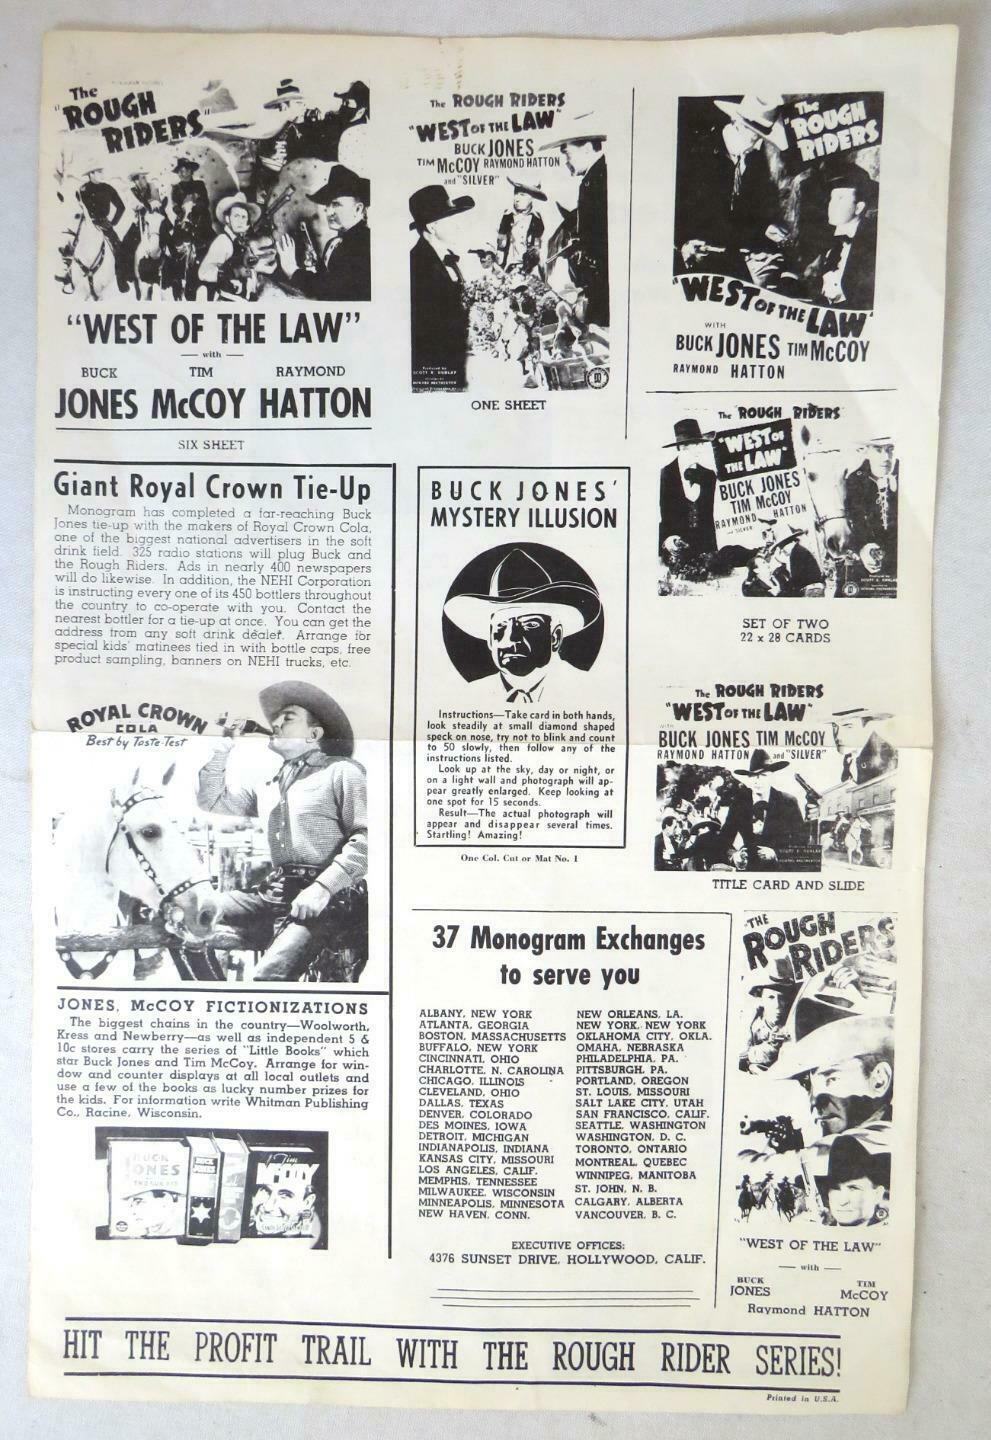 The
"ROUGH
RIDERS"
"WEST OF THE LAW"
— with —
BUCK TIM RAYMOND
JONES McCOY HATTON
SIX SHEET
The ROUGH RIDERS
"WEST OF THE LAW"
BUCK JONES
TIM McCOY RAYMOND HATTON
and "SILVER"
Produced by
SCOTT R. DUNLAP
ONE SHEET
The
"ROUGH
RIDERS
"WEST OF THE LAW"
WITH
BUCK JONES TIM McCOY
RAYMOND HATTON
The "ROUGH RIDERS"
"WEST OF
THE LAW"
BUCK JONES
TIM McCOY
RAYMOND HATTON
and SILVER
SET OF TWO
22 x 28 CARDS
The ROUGH RIDERS
"WEST OF THE LAW"
WITH
BUCK JONES TIM McCOY
RAYMOND HATTON and "SILVER"
TITLE CARD AND SLIDE
Giant Royal Crown Tie-Up
Monogram has completed a far-reaching Buck
Jones tie-up with the makers of Royal Crown Cola,
one of the biggest national advertisers in the soft
drink field. 325 radio stations will plug Buck and
the Rough Riders. Ads in nearly 400 newspapers
will do likewise. In addition, the NEHI Corporation
is instructing every one of its 450 bottlers throughout
the country to co-operate with you. Contact the
nearest bottler for a tie-up at once. You can get the
address from any soft drink dealer. Arrange for
special kids' matinees tied in with bottle caps, free
product sampling, banners on NEHI trucks, etc.
ROYAL CROWN
COLA
Best by Taste-Test
JONES, McCOY FICTIONIZATIONS
The biggest chains in the country—Woolworth,
Kress and Newberry—as well as independent 5 &
10c stores carry the series of "Little Books" which
star Buck Jones and Tim McCoy. Arrange for win-
dow and counter displays at all local outlets and
use a few of the books as lucky number prizes for
the kids. For information write Whitman Publishing
Co., Racine, Wisconsin.
BUCK
JONES
Tim
McCOY
BUCK JONES'
MYSTERY ILLUSION
Instructions—Take card in both hands,
look steadily at small diamond shaped
speck on nose, try not to blink and count
to 50 slowly, then follow any of the
instructions listed.
Look up at the sky, day or night, or
on a light wall and photograph will ap-
pear greatly enlarged. Keep looking at
one spot for 15 seconds.
Result—The actual photograph will
appear and disappear several times.
Startling! Amazing!
One Col. Cut or Mat No. 1
37 Monogram Exchanges
to serve you
ALBANY, NEW YORK
ATLANTA, GEORGIA
BOSTON, MASSACHUSETTS
BUFFALO, NEW YORK
CINCINNATI, OHIO
CHARLOTTE, N. CAROLINA
CHICAGO, ILLINOIS
CLEVELAND, OHIO
DALLAS, TEXAS
DENVER, COLORADO
DES MOINES, IOWA
DETROIT, MICHIGAN
INDIANAPOLIS, INDIANA
KANSAS CITY, MISSOURI
LOS ANGELES, CALIF.
MEMPHIS, TENNESSEE
MILWAUKEE, WISCONSIN
MINNEAPOLIS, MINNESOTA
NEW HAVEN, CONN.
NEW ORLEANS, LA.
NEW YORK, NEW YORK
OKLAHOMA CITY, OKLA.
OMAHA, NEBRASKA
PHILADELPHIA, PA.
PITTSBURGH, PA.
PORTLAND, OREGON
ST. LOUIS, MISSOURI
SALT LAKE CITY, UTAH
SAN FRANCISCO, CALIF.
SEATTLE, WASHINGTON
WASHINGTON, D. C.
TORONTO, ONTARIO
MONTREAL, QUEBEC
WINNIPEG, MANITOBA
ST. JOHN, N. B.
CALGARY, ALBERTA
VANCOUVER, B. C.
EXECUTIVE OFFICES:
4376 SUNSET DRIVE, HOLLYWOOD, CALIF.
THE
ROUGH
RIDERS
"WEST OF THE LAW"
— with —
BUCK TIM
JONES McCOY
Raymond HATTON
HIT THE PROFIT TRAIL WITH THE ROUGH RIDER SERIES!
Printed in U.S.A.